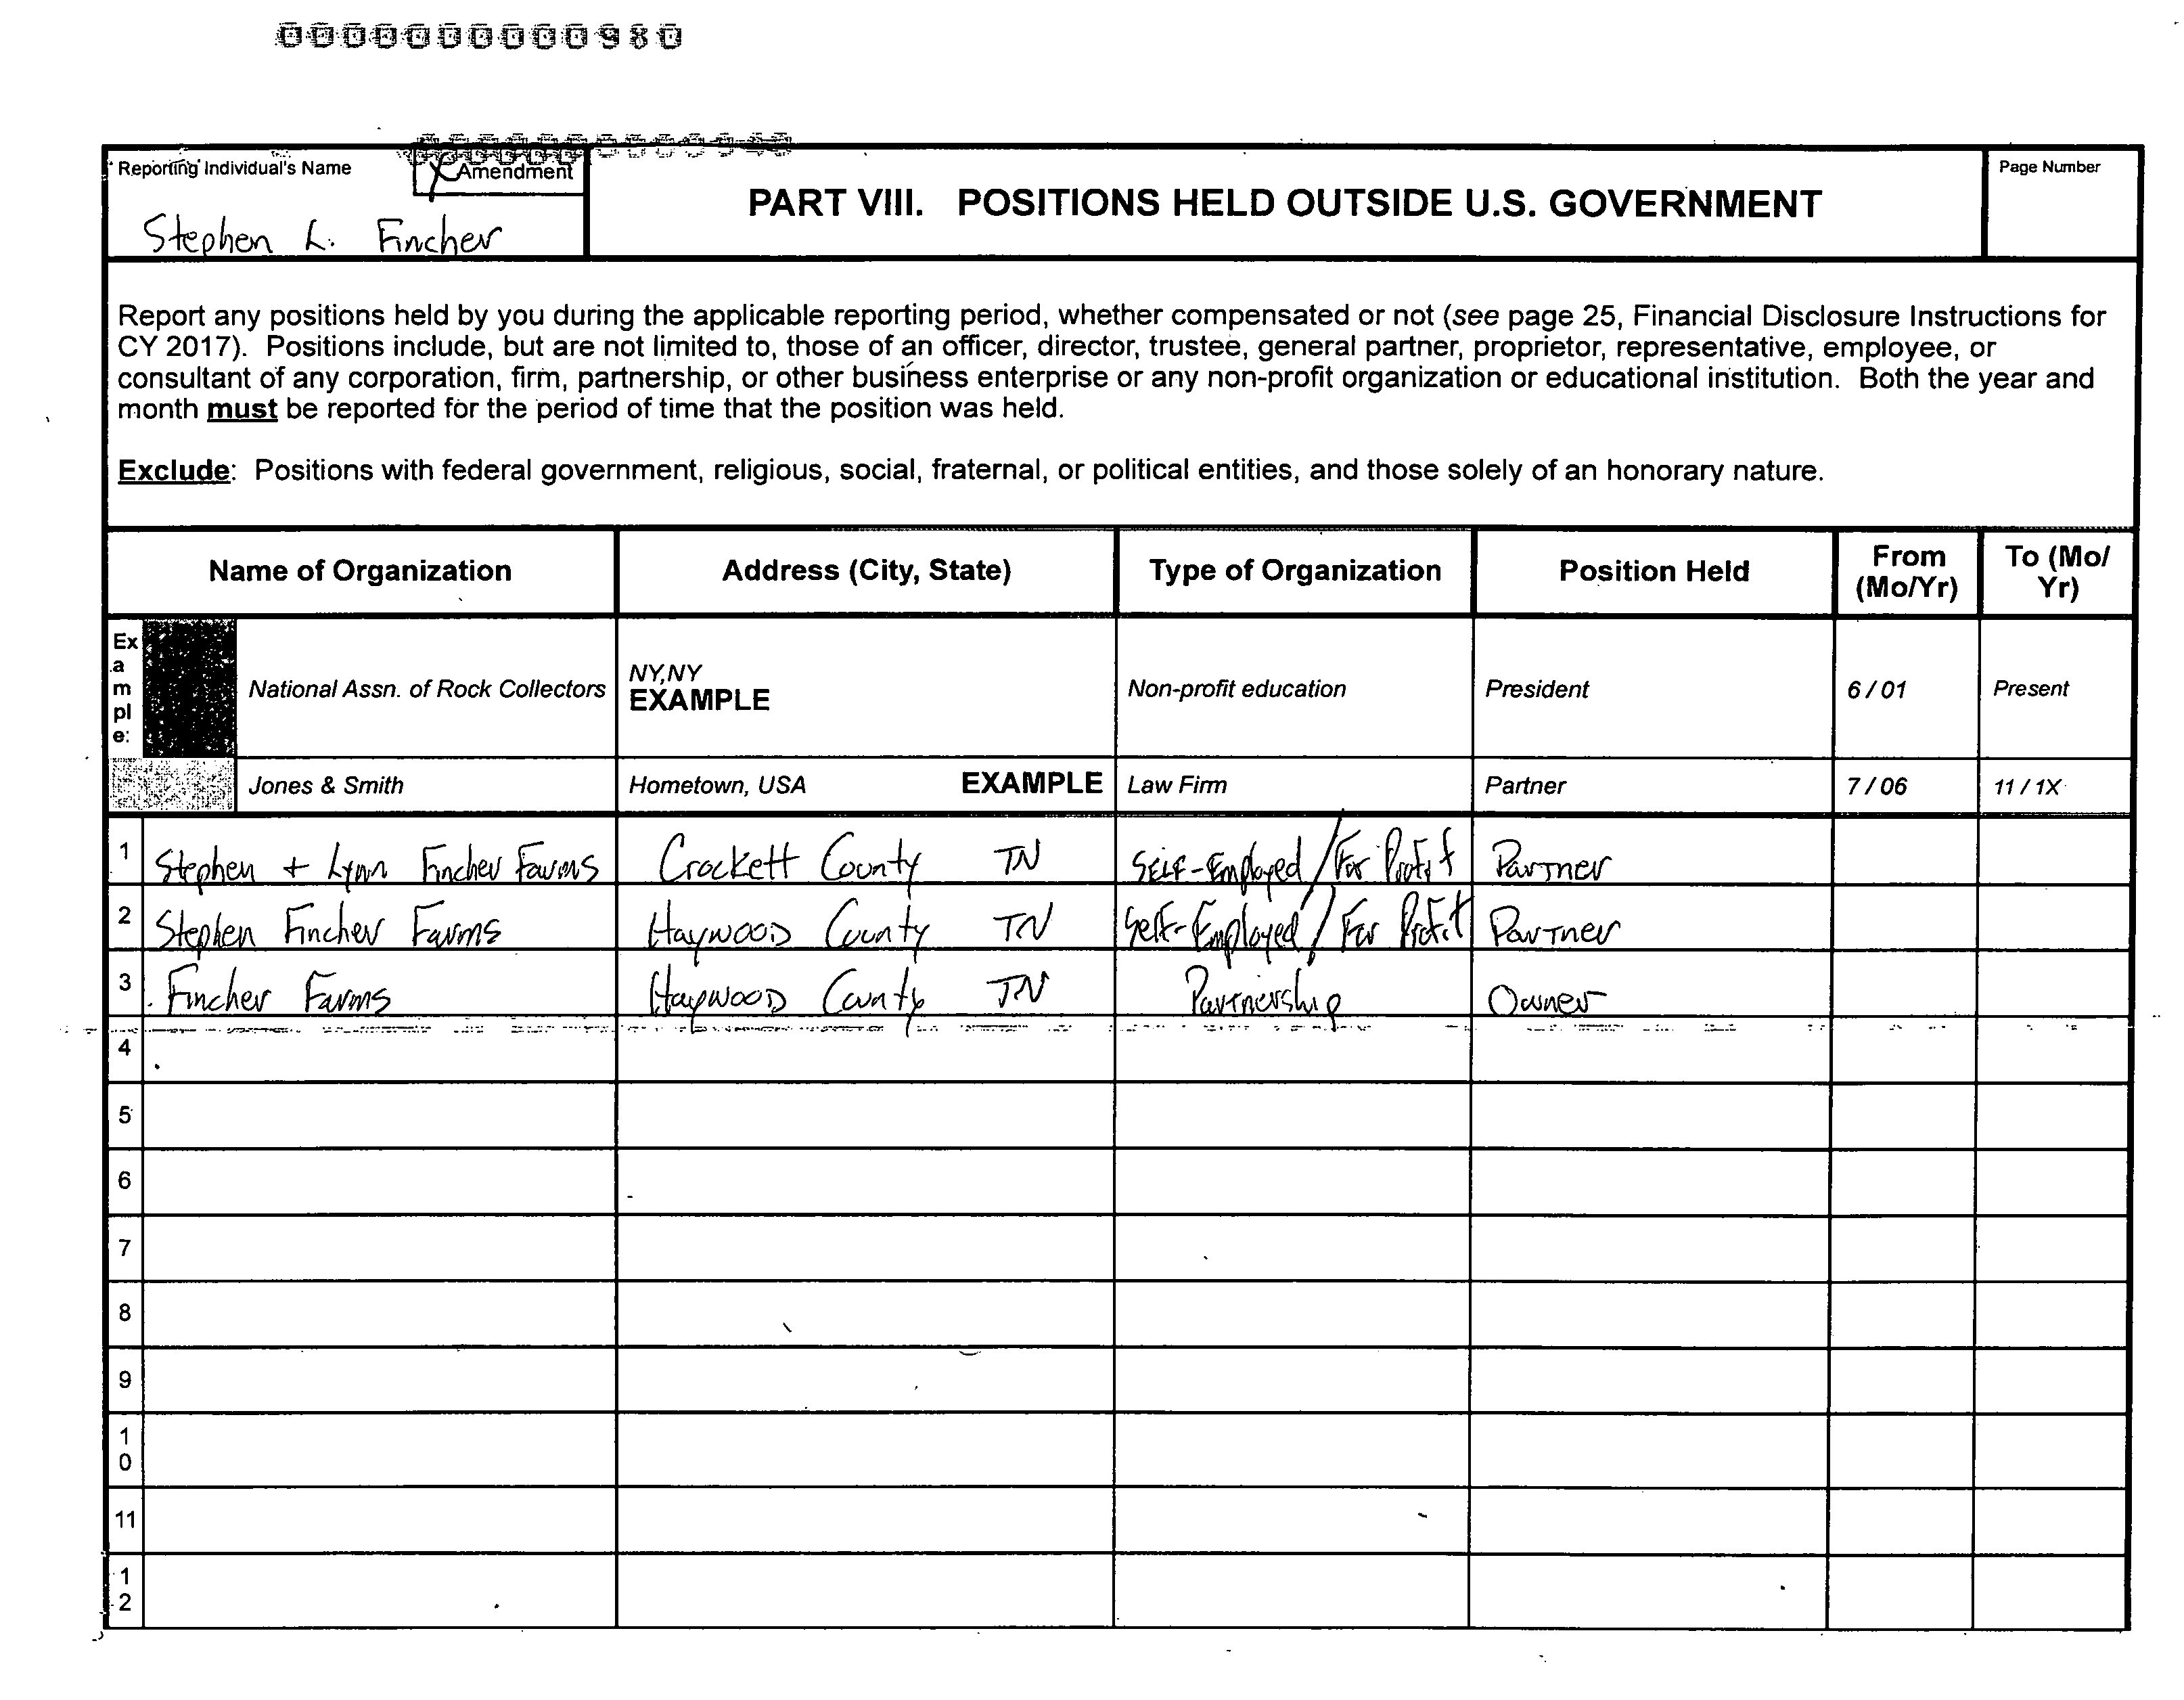 0000000000980
Reporting Individual's Name
X Amendment
Stephen L. Fincher
PART VIII. POSITIONS HELD OUTSIDE U.S. GOVERNMENT
Page Number
Report any positions held by you during the applicable reporting period, whether compensated or not (see page 25, Financial Disclosure Instructions for
CY 2017). Positions include, but are not limited to, those of an officer, director, trustee, general partner, proprietor, representative, employee, or
consultant of any corporation, firm, partnership, or other business enterprise or any non-profit organization or educational institution. Both the year and
month must be reported for the period of time that the position was held.
Exclude: Positions with federal government, religious, social, fraternal, or political entities, and those solely of an honorary nature.
Name of Organization
Address (City, State)
Type of Organization
Position Held
From
(Mo/Yr)
To (Mo/
Yr)
Ex
a
m
pl
e:
National Assn. of Rock Collectors
NY,NY
EXAMPLE
Non-profit education
President
6 / 01
Present
Jones & Smith
Hometown, USA EXAMPLE
Law Firm
Partner
7 / 06
11 / 1X
1 Stephen + Lynn Fincher Farms Crockett County TN Self-Employed / For Profit Partner
2 Stephen Fincher Farms Haywood County TN Self-Employed / For Profit Partner
3 Fincher Farms Haywood County TN Partnership Owner
4
5
6
7
8
9
1
0
11
1
2